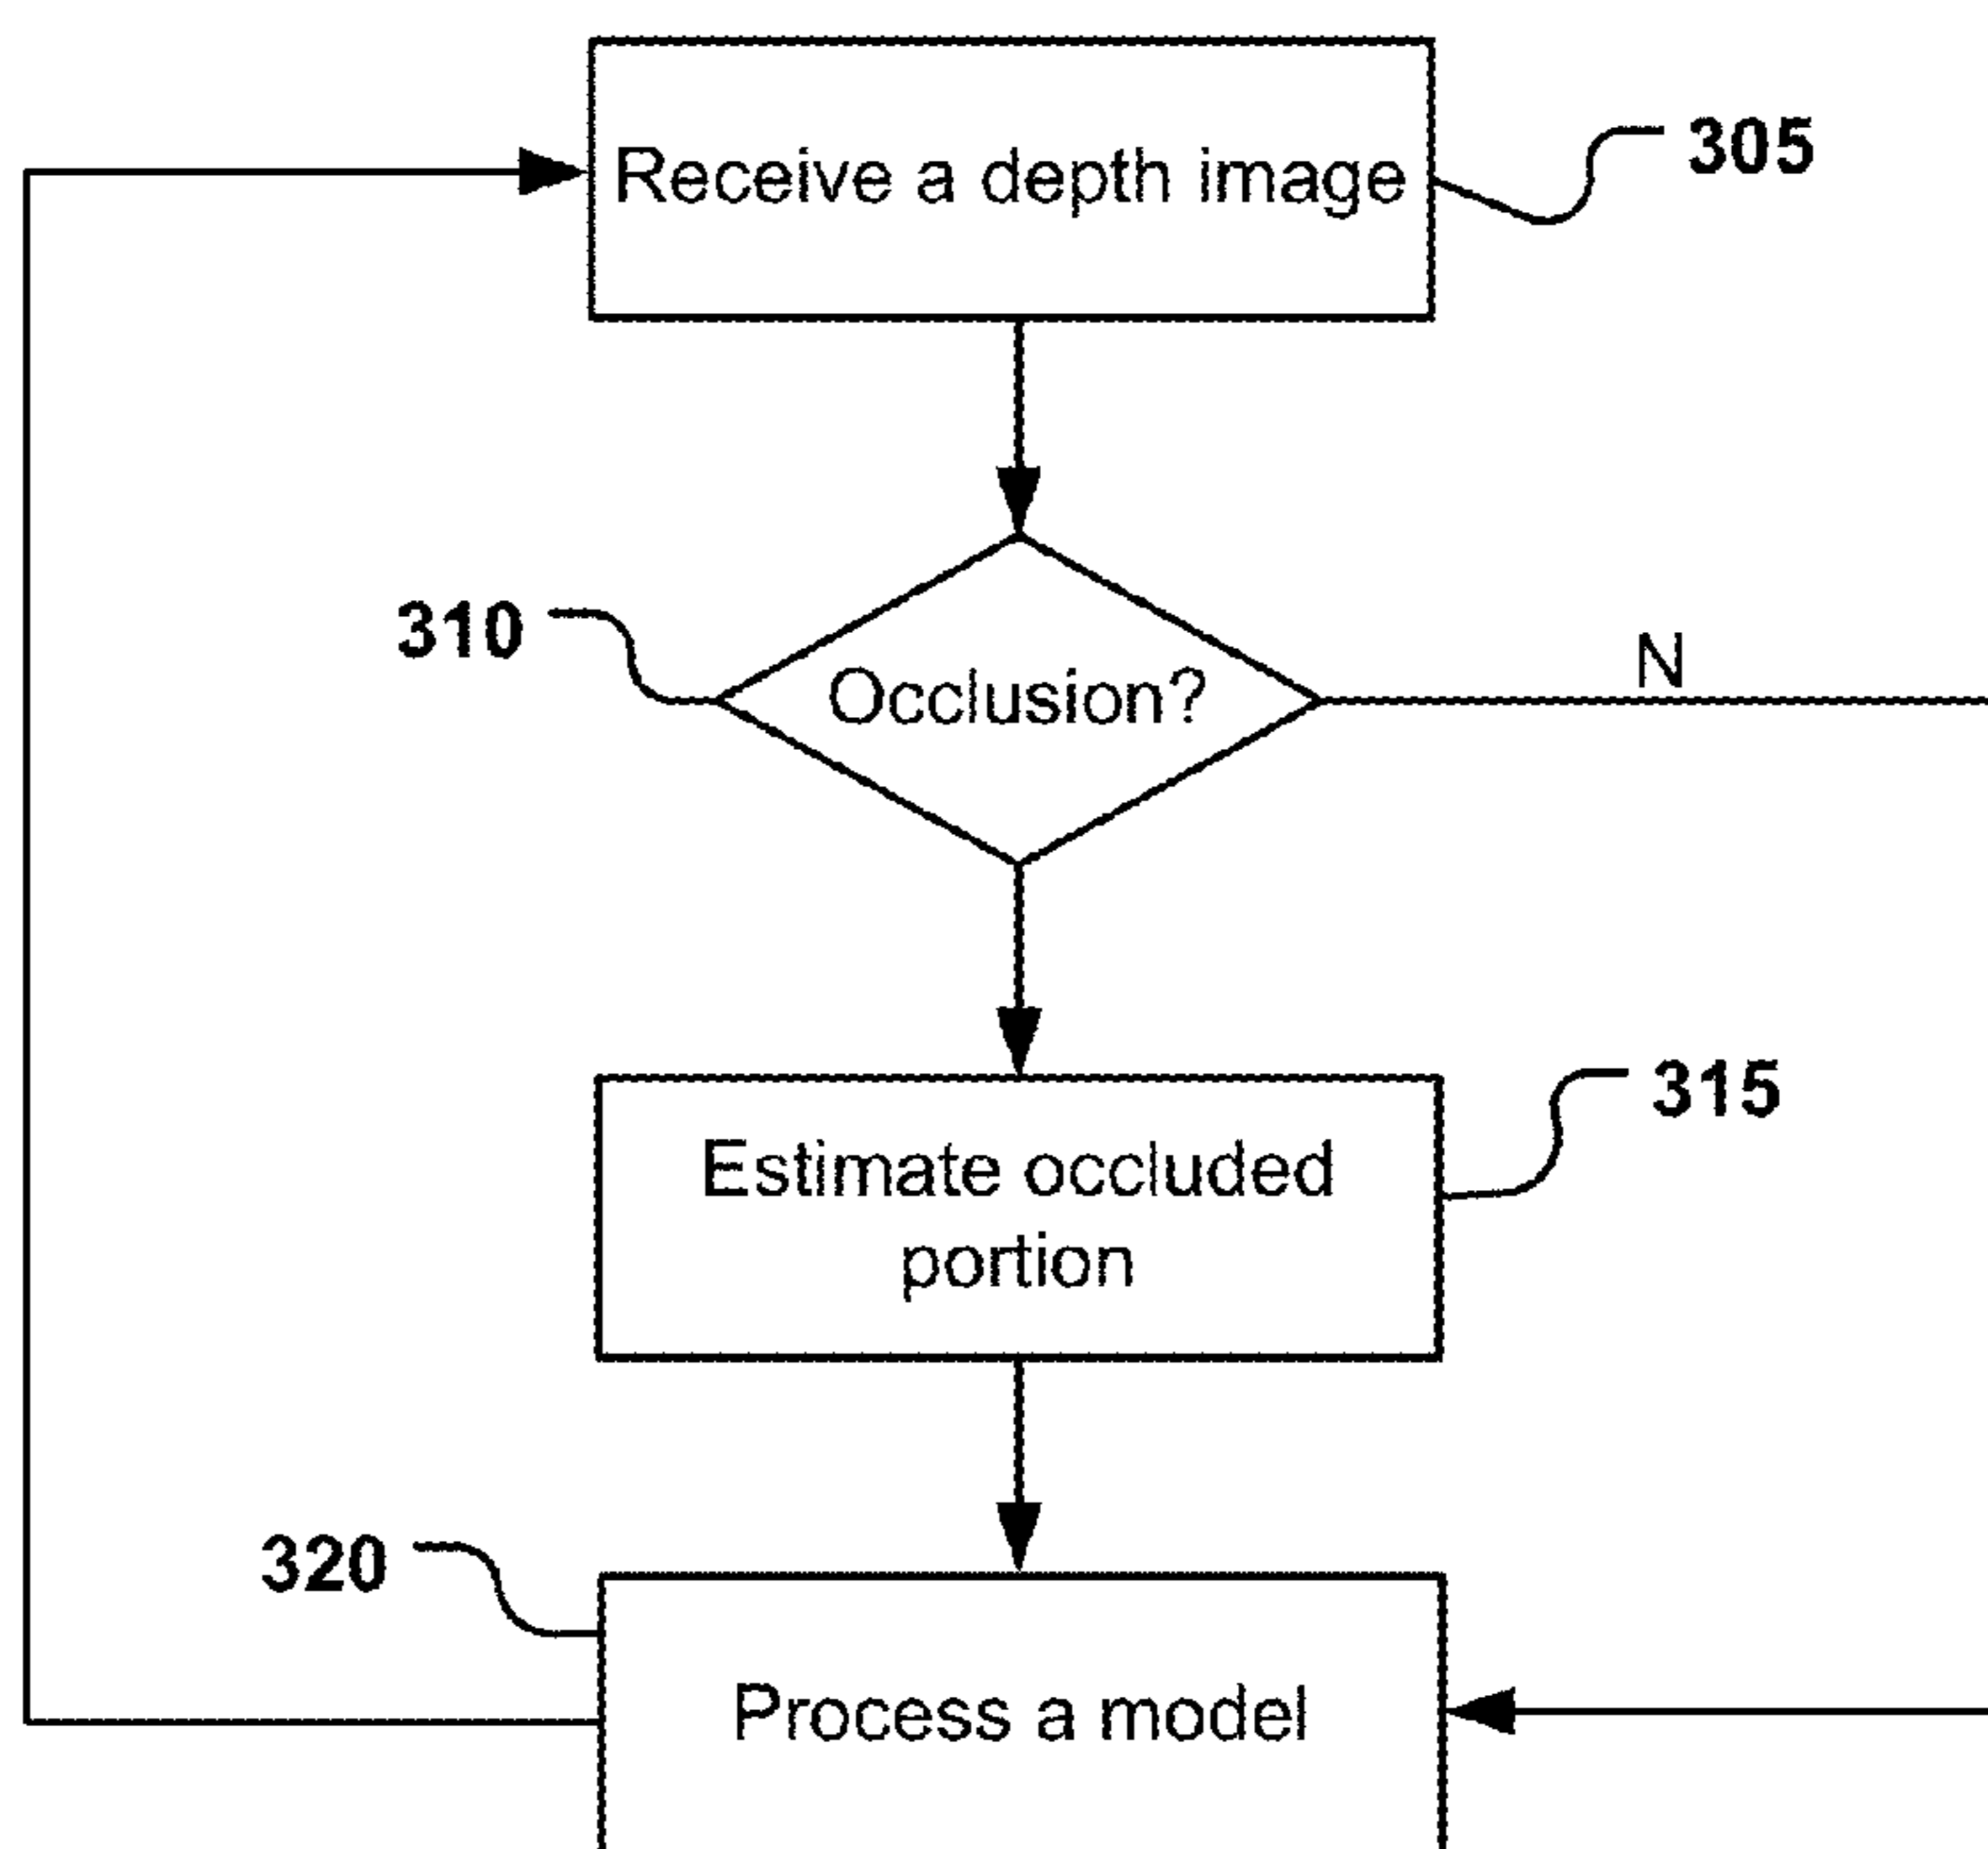 Receive a depth image
305
310
Occlusion?
N
315
Estimate occluded
portion
320
Process a model